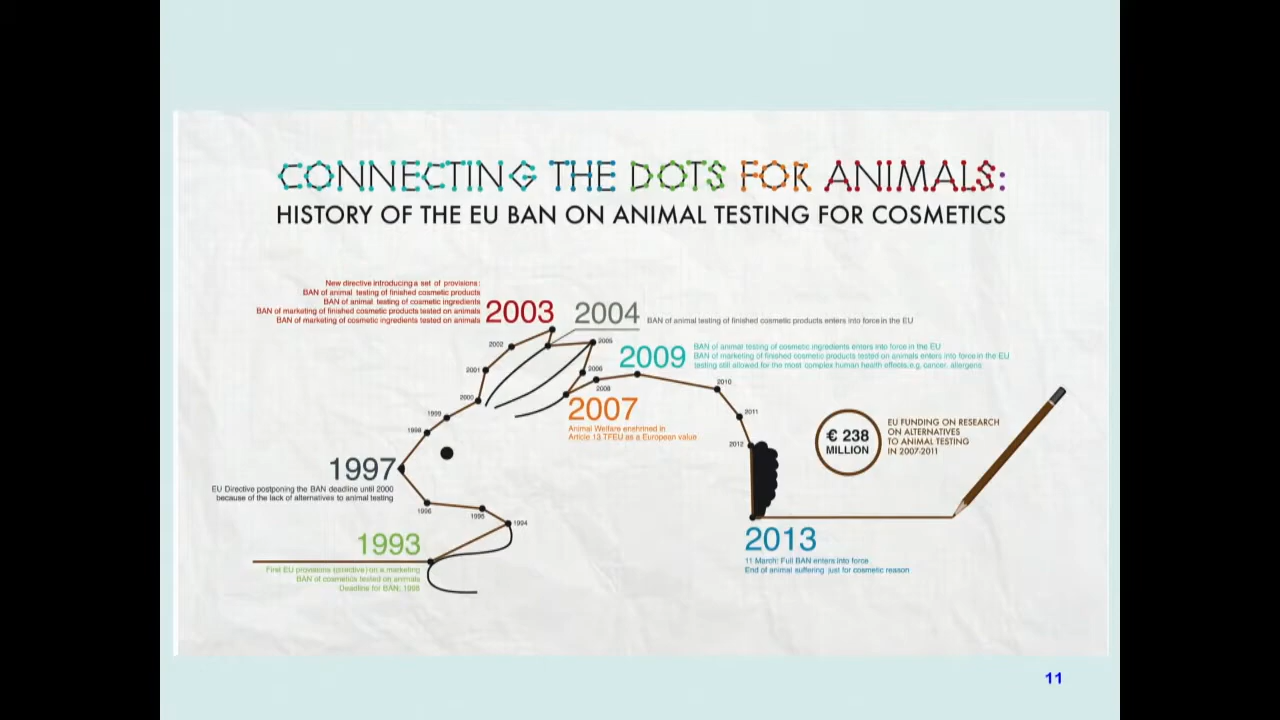 CONNECTING THE DOTS FOR ANIMALS:
HISTORY OF THE EU BAN ON ANIMAL TESTING FOR COSMETICS
New directive introducing a set of provisions:
BAN of animal testing of finished cosmetic products
BAN of animal testing of cosmetic ingredients
BAN of marketing of finished cosmetic products tested on animals
BAN of marketing of cosmetic ingredients tested on animals
2003
2004
BAN of animal testing of finished cosmetic products enters into force in the EU
2002
2005
2009
BAN of animal testing of cosmetic ingredients enters into force in the EU
BAN of marketing of finished cosmetic products tested on animals enters into force in the EU
testing still allowed for the most complex human health effects,e.g. cancer, allergens
2001
2006
2008
2010
2000
2007
Animal Welfare enshrined in
Article 13 TFEU as a European value
1999
2011
1998
2012
€ 238
MILLION
EU FUNDING ON RESEARCH
ON ALTERNATIVES
TO ANIMAL TESTING
IN 2007-2011
1997
EU Directive postponing the BAN deadline until 2000
because of the lack of alternatives to animal testing
1996
1995
1994
1993
First EU provisions (directive) on a marketing
BAN of cosmetics tested on animals
Deadline for BAN: 1998
2013
11 March: Full BAN enters into force
End of animal suffering just for cosmetic reason
11